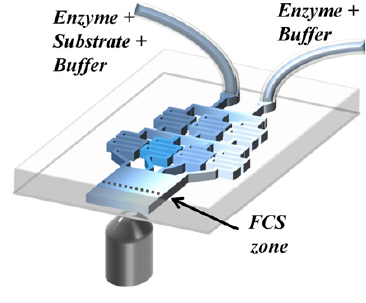 Enzyme +
Substrate +
Buffer
Enzyme +
Buffer
FCS
zone